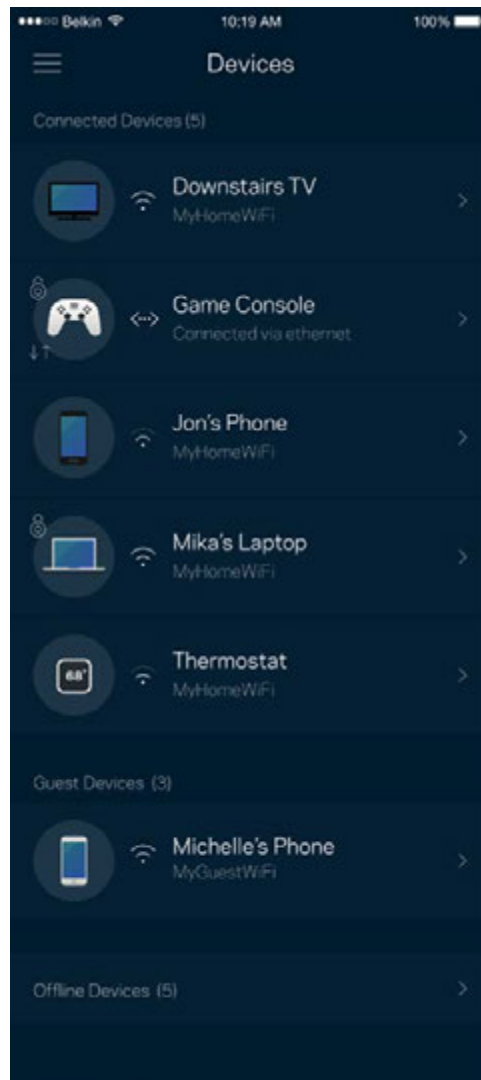 Belkin 10:19 AM 100%
Devices
Connected Devices (5)
Downstairs TV
MyHomeWiFi
Game Console
Connected via ethernet
Jon's Phone
MyHomeWiFi
Mika's Laptop
MyHomeWiFi
68°
Thermostat
MyHomeWiFi
Guest Devices (3)
Michelle's Phone
MyGuestWiFi
Offline Devices (5)